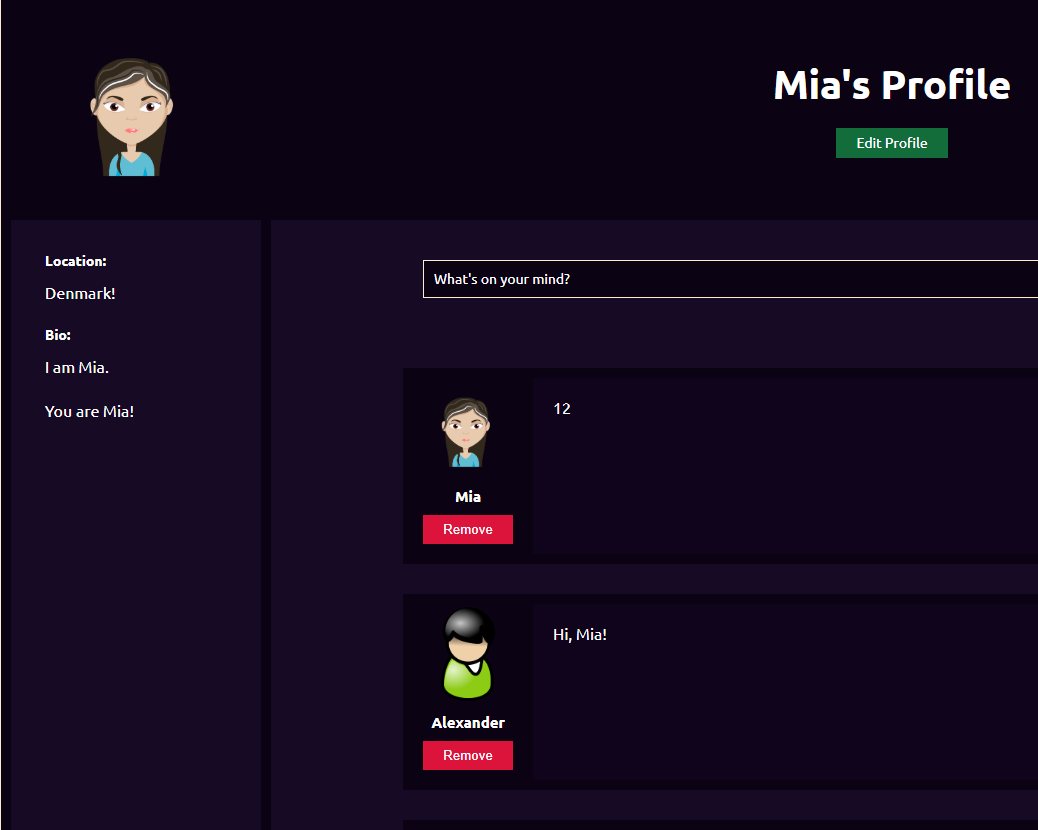 Mia's Profile
Edit Profile
Location:
Denmark!
Bio:
I am Mia.
You are Mia!
What's on your mind?
12
Mia
Remove
Hi, Mia!
Alexander
Remove